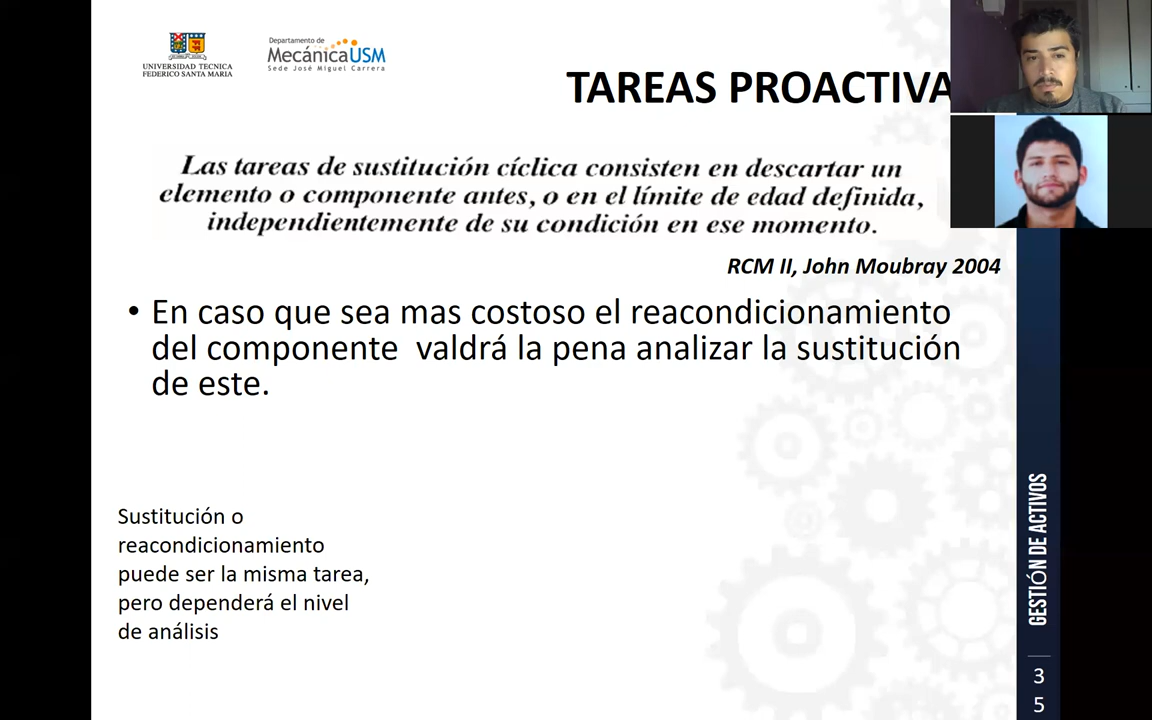 UNIVERSIDAD TECNICA
FEDERICO SANTA MARIA
Departamento de
MecánicaUSM
Sede José Miguel Carrera
TAREAS PROACTIVA
Las tareas de sustitución cíclica consisten en descartar un
elemento o componente antes, o en el límite de edad definida,
independientemente de su condición en ese momento.
RCM II, John Moubray 2004
• En caso que sea mas costoso el reacondicionamiento
del componente valdrá la pena analizar la sustitución
de este.
Sustitución o
reacondicionamiento
puede ser la misma tarea,
pero dependerá el nivel
de análisis
GESTIÓN DE ACTIVOS
3
5